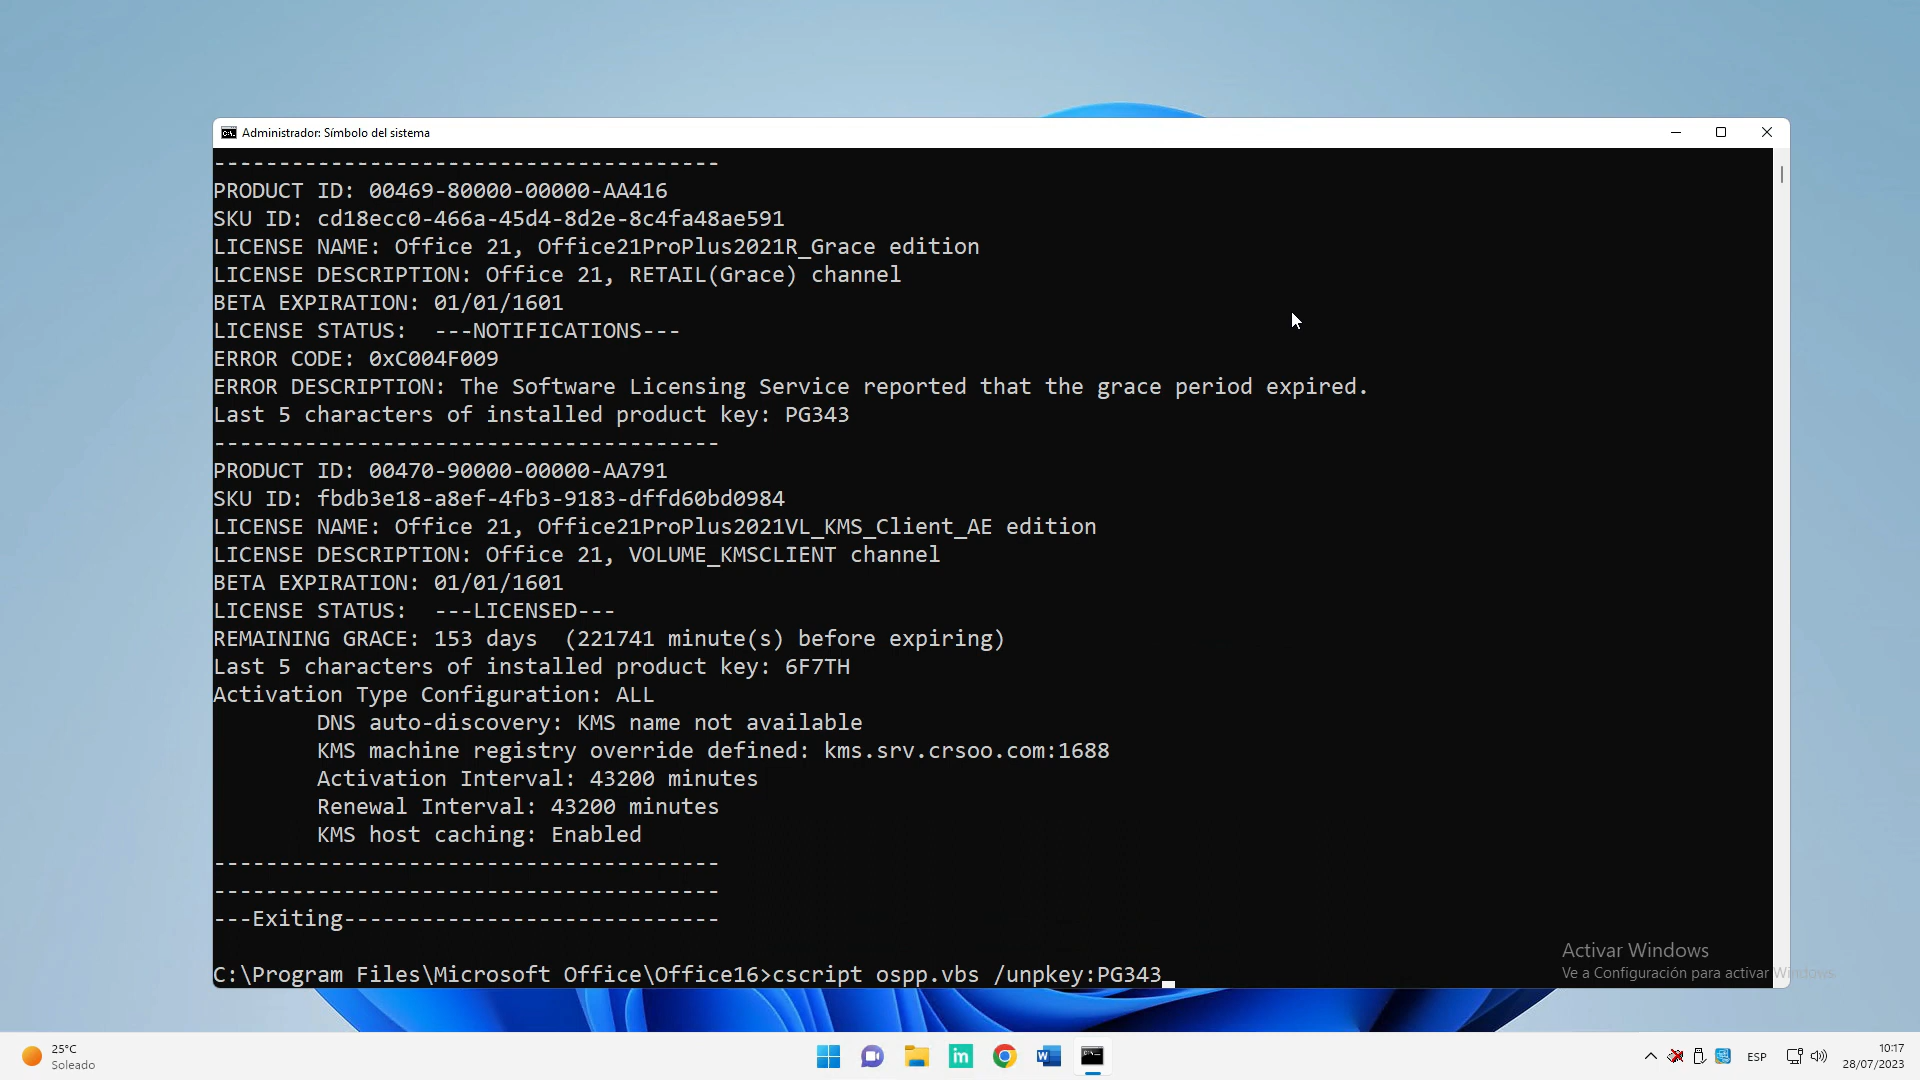 Administrador: Símbolo del sistema
---------------------------------------
PRODUCT ID: 00469-80000-00000-AA416
SKU ID: cd18ecc0-466a-45d4-8d2e-8c4fa48ae591
LICENSE NAME: Office 21, Office21ProPlus2021R_Grace edition
LICENSE DESCRIPTION: Office 21, RETAIL(Grace) channel
BETA EXPIRATION: 01/01/1601
LICENSE STATUS:  ---NOTIFICATIONS---
ERROR CODE: 0xC004F009
ERROR DESCRIPTION: The Software Licensing Service reported that the grace period expired.
Last 5 characters of installed product key: PG343
---------------------------------------
PRODUCT ID: 00470-90000-00000-AA791
SKU ID: fbdb3e18-a8ef-4fb3-9183-dffd60bd0984
LICENSE NAME: Office 21, Office21ProPlus2021VL_KMS_Client_AE edition
LICENSE DESCRIPTION: Office 21, VOLUME_KMSCLIENT channel
BETA EXPIRATION: 01/01/1601
LICENSE STATUS:  ---LICENSED---
REMAINING GRACE: 153 days  (221741 minute(s) before expiring)
Last 5 characters of installed product key: 6F7TH
Activation Type Configuration: ALL
        DNS auto-discovery: KMS name not available
        KMS machine registry override defined: kms.srv.crsoo.com:1688
        Activation Interval: 43200 minutes
        Renewal Interval: 43200 minutes
        KMS host caching: Enabled
---------------------------------------
---------------------------------------
---Exiting-----------------------------
C:\Program Files\Microsoft Office\Office16>cscript ospp.vbs /unpkey:PG343
Activar Windows
Ve a Configuración para activar Windows
25°C
Soleado
ESP
10:17
28/07/2023